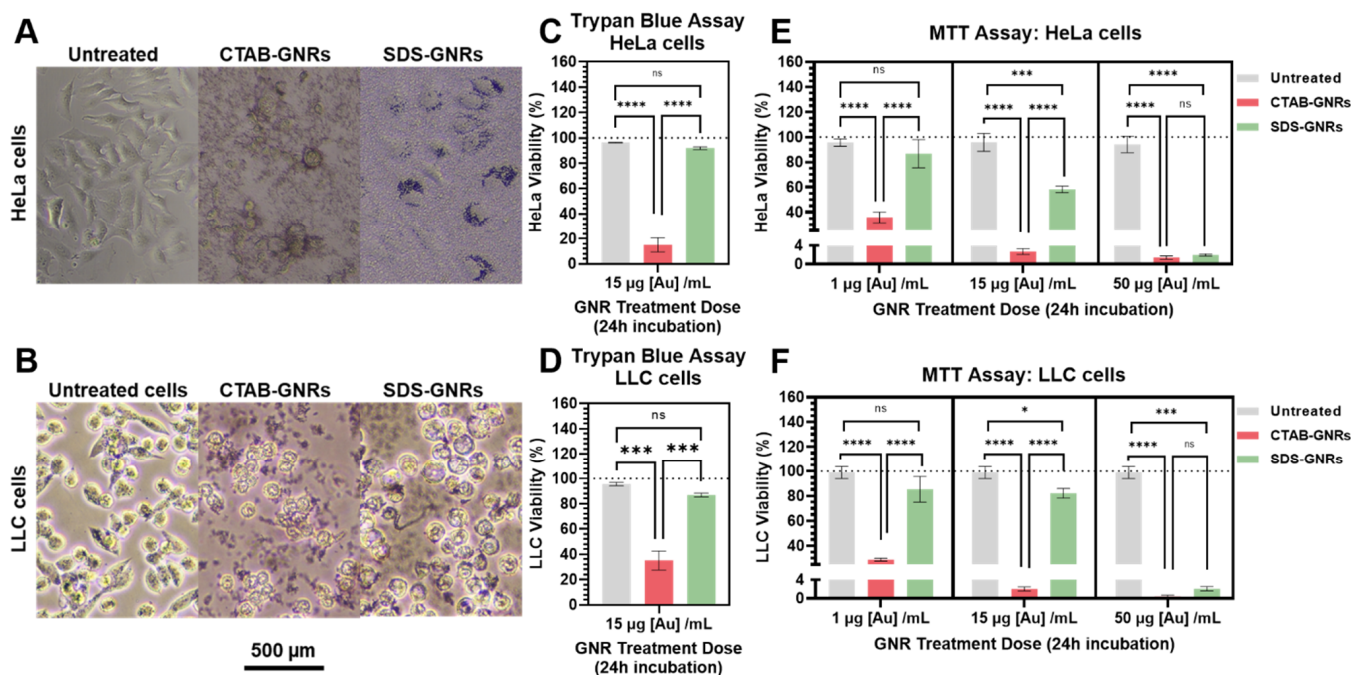 A
Untreated
CTAB-GNRs
SDS-GNRs
HeLa cells
B
Untreated cells
CTAB-GNRs
SDS-GNRs
LLC cells
500 µm
C
Trypan Blue Assay
HeLa cells
HeLa Viability (%)
160
140
120
100
80
60
40
20
0
ns
**** ****
15 µg [Au] /mL
GNR Treatment Dose
(24h incubation)
D
Trypan Blue Assay
LLC cells
LLC Viability (%)
160
140
120
100
80
60
40
20
0
ns
*** ***
15 µg [Au] /mL
GNR Treatment Dose
(24h incubation)
E
MTT Assay: HeLa cells
HeLa Viability (%)
160
140
120
100
80
60
40
4
0
ns
**** ****
***
**** ****
****
**** ns
1 µg [Au] /mL
15 µg [Au] /mL
50 µg [Au] /mL
GNR Treatment Dose (24h incubation)
Untreated
CTAB-GNRs
SDS-GNRs
F
MTT Assay: LLC cells
LLC Viability (%)
160
140
120
100
80
60
40
4
0
ns
**** ****
*
**** ****
***
**** ns
1 µg [Au] /mL
15 µg [Au] /mL
50 µg [Au] /mL
GNR Treatment Dose (24h incubation)
Untreated
CTAB-GNRs
SDS-GNRs